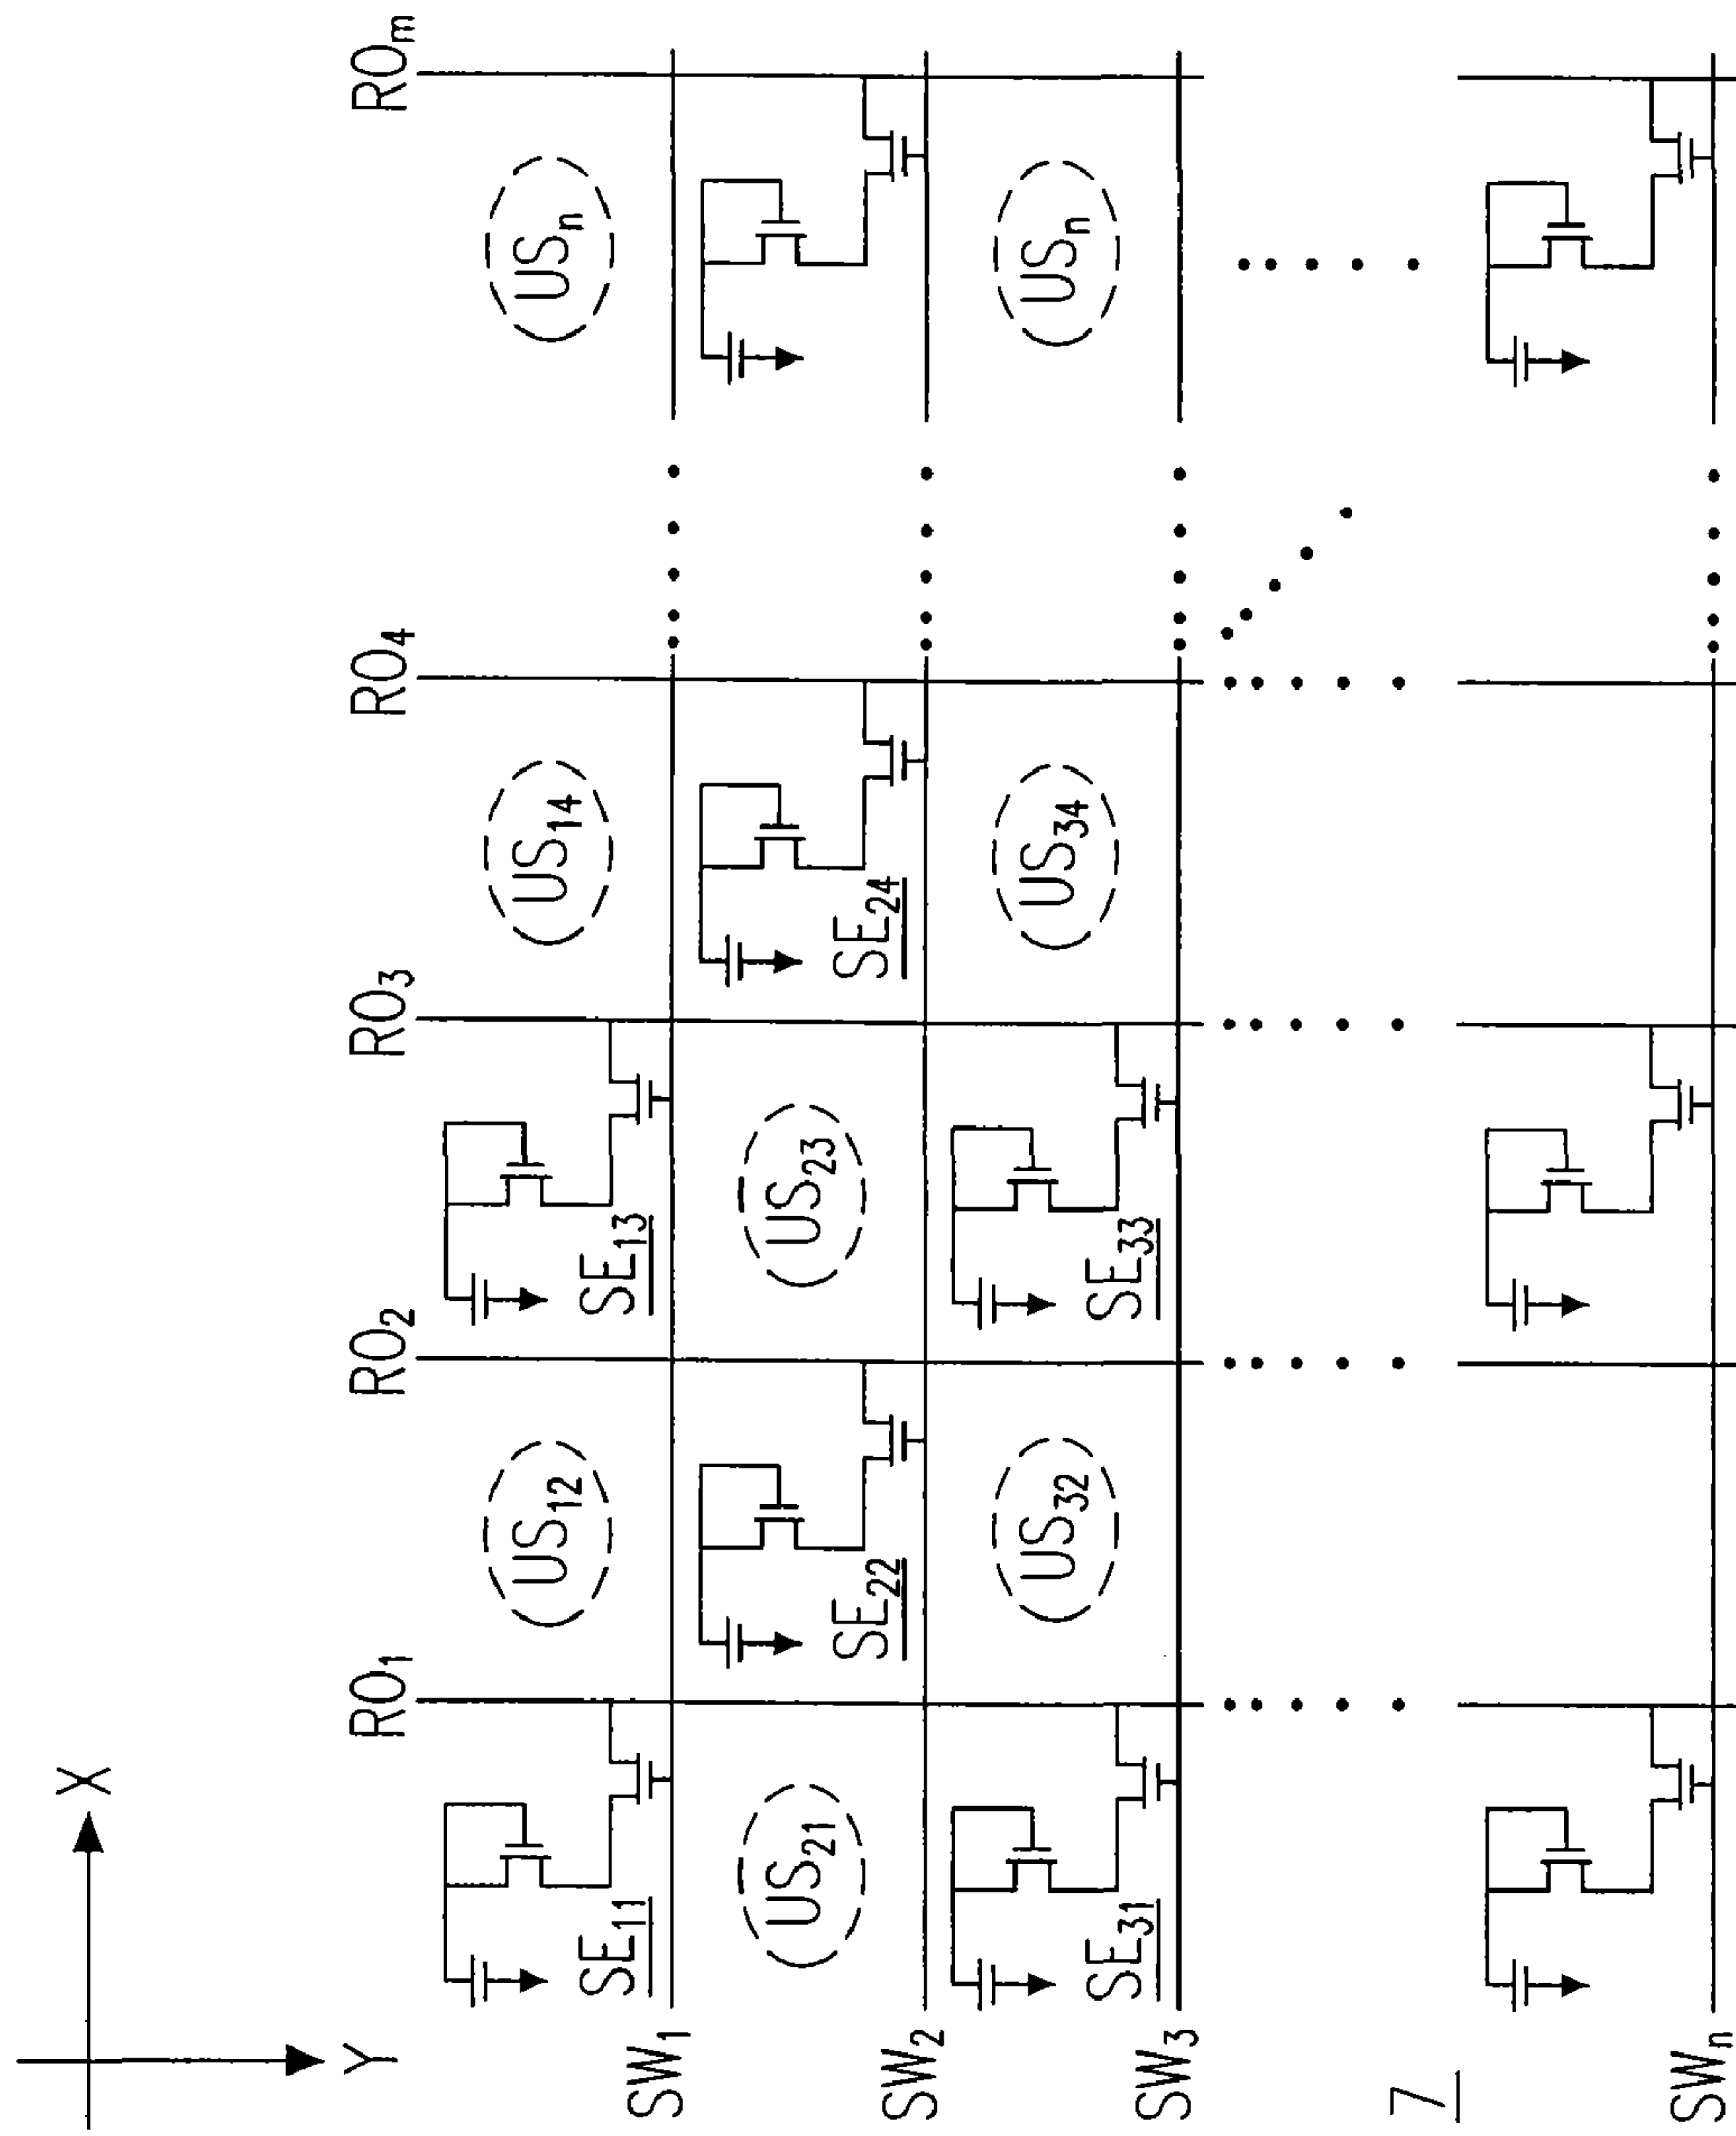 X
Y
RO₁
RO₂
RO₃
RO₄
ROₘ
US₁₂
US₁₄
USₙ
SE₁₁
SE₁₃
SW₁
US₂₁
US₂₃
SE₂₂
SE₂₄
SW₂
US₃₂
US₃₄
USₙ
SE₃₁
SE₃₃
SW₃
7
SWₙ